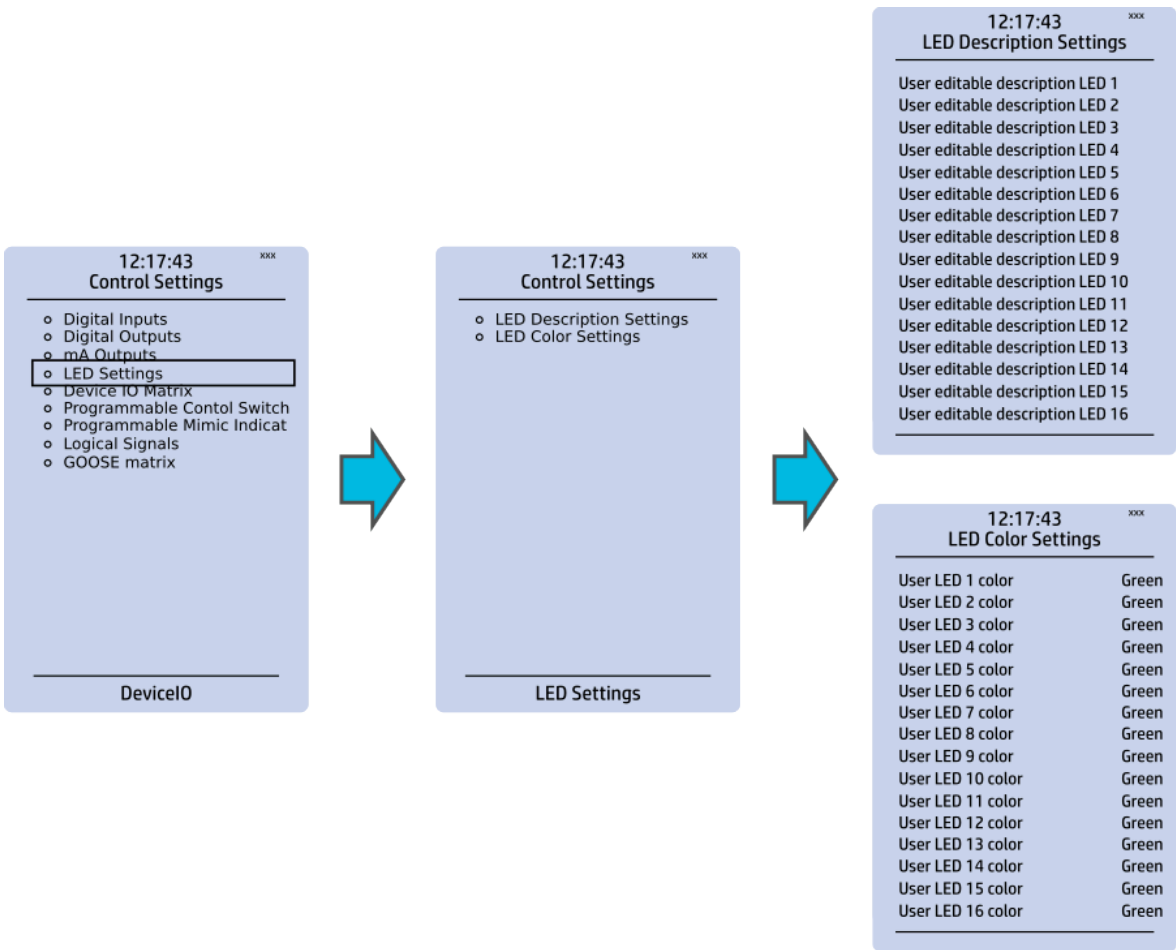 12:17:43 xxx
Control Settings
Digital Inputs
Digital Outputs
mA Outputs
LED Settings
Device IO Matrix
Programmable Contol Switch
Programmable Mimic Indicat
Logical Signals
GOOSE matrix
DeviceIO
12:17:43 xxx
Control Settings
LED Description Settings
LED Color Settings
LED Settings
12:17:43 xxx
LED Description Settings
User editable description LED 1
User editable description LED 2
User editable description LED 3
User editable description LED 4
User editable description LED 5
User editable description LED 6
User editable description LED 7
User editable description LED 8
User editable description LED 9
User editable description LED 10
User editable description LED 11
User editable description LED 12
User editable description LED 13
User editable description LED 14
User editable description LED 15
User editable description LED 16
12:17:43 xxx
LED Color Settings
User LED 1 color Green
User LED 2 color Green
User LED 3 color Green
User LED 4 color Green
User LED 5 color Green
User LED 6 color Green
User LED 7 color Green
User LED 8 color Green
User LED 9 color Green
User LED 10 color Green
User LED 11 color Green
User LED 12 color Green
User LED 13 color Green
User LED 14 color Green
User LED 15 color Green
User LED 16 color Green